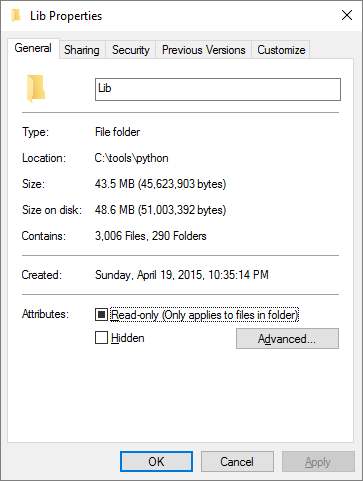 Lib Properties
General Sharing Security Previous Versions Customize
Lib
Type: File folder
Location: C:\tools\python
Size: 43.5 MB (45,623,903 bytes)
Size on disk: 48.6 MB (51,003,392 bytes)
Contains: 3,006 Files, 290 Folders
Created: Sunday, April 19, 2015, 10:35:14 PM
Attributes: Read-only (Only applies to files in folder)
Hidden Advanced...
OK Cancel Apply